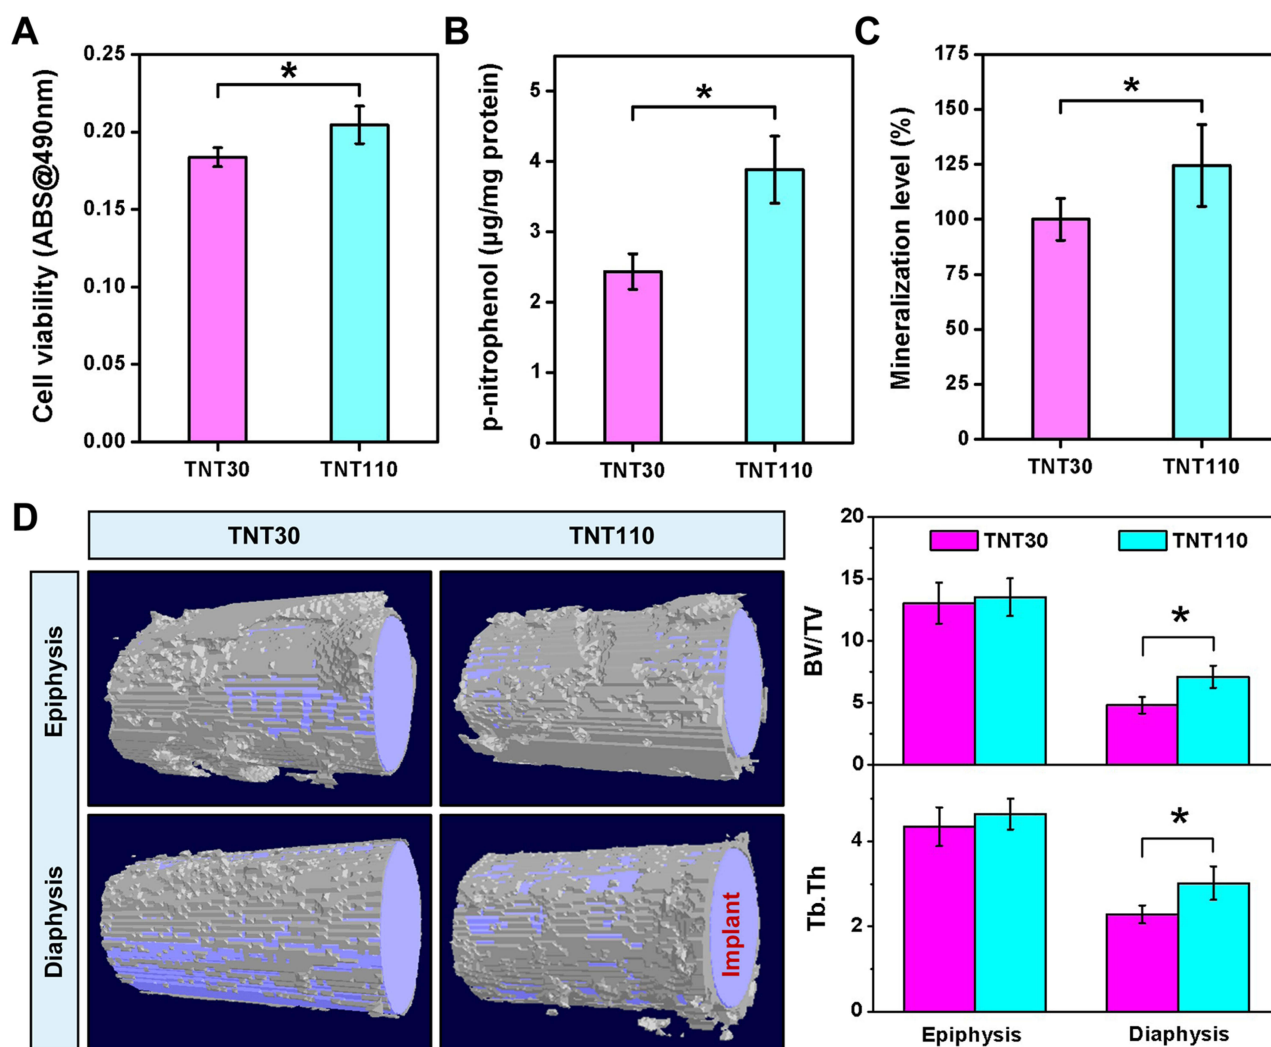 A
Cell viability (ABS@490nm)
0.25
0.20
0.15
0.10
0.05
0.00
*
TNT30
TNT110
B
p-nitrophenol (µg/mg protein)
5
4
3
2
1
0
*
TNT30
TNT110
C
Mineralization level (%)
175
150
125
100
75
50
25
0
*
TNT30
TNT110
D
TNT30
TNT110
Epiphysis
Diaphysis
Implant
BV/TV
20
15
10
5
0
TNT30
TNT110
*
Tb.Th
4
2
0
*
Epiphysis
Diaphysis